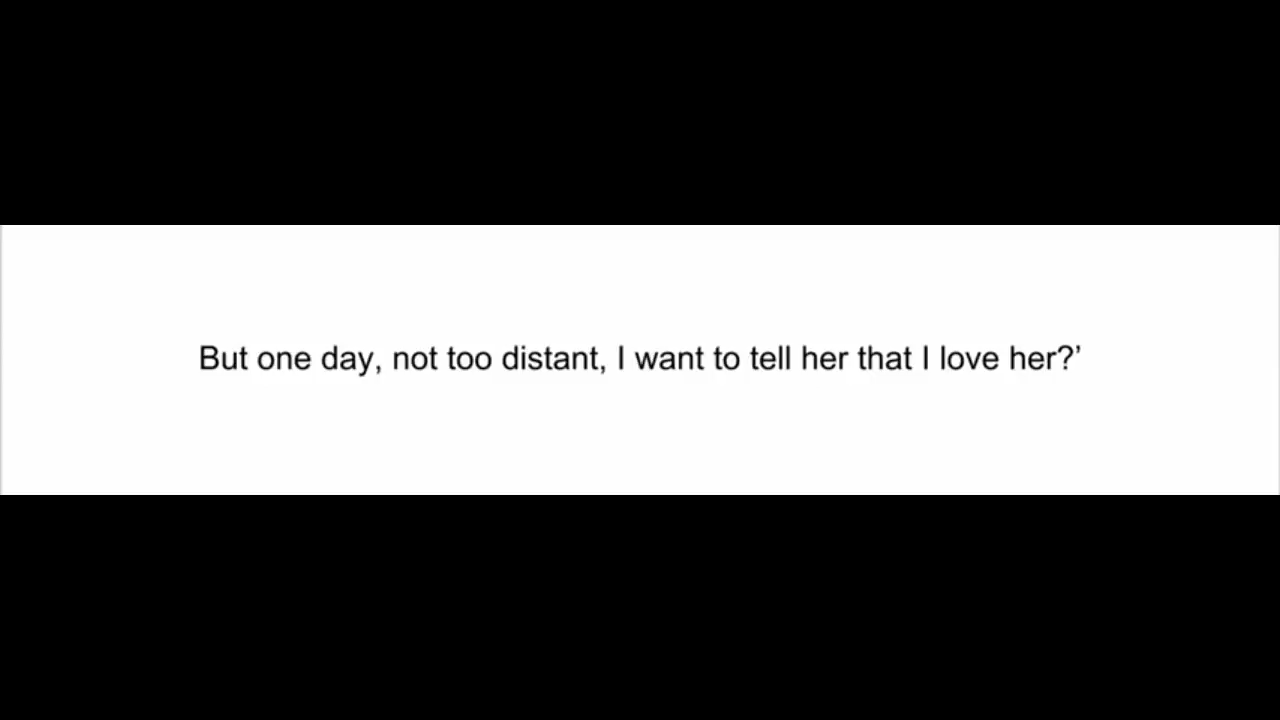 But one day, not too distant, I want to tell her that I love her?’